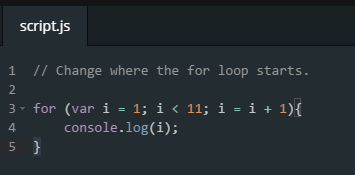 script.js
1 // Change where the for loop starts.
2
3 for (var i = 1; i < 11; i = i + 1){
4     console.log(i);
5 }